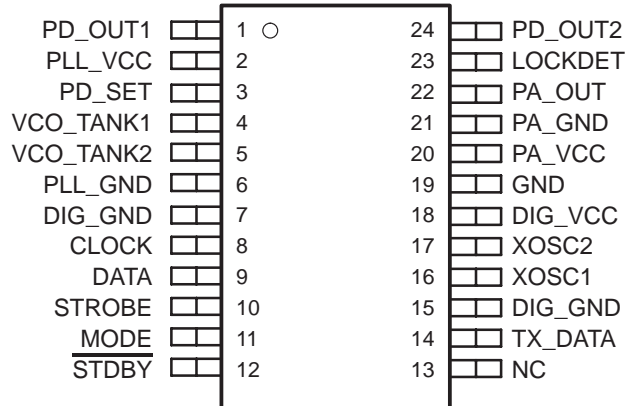 PD_OUT1 1 24 PD_OUT2
PLL_VCC 2 23 LOCKDET
PD_SET 3 22 PA_OUT
VCO_TANK1 4 21 PA_GND
VCO_TANK2 5 20 PA_VCC
PLL_GND 6 19 GND
DIG_GND 7 18 DIG_VCC
CLOCK 8 17 XOSC2
DATA 9 16 XOSC1
STROBE 10 15 DIG_GND
MODE 11 14 TX_DATA
STDBY 12 13 NC